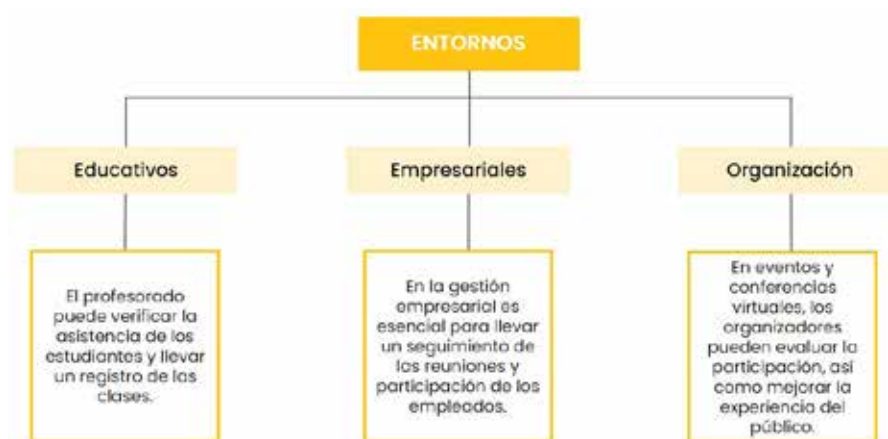 ENTORNOS
Educativos
Empresariales
Organización
El profesorado
puede verificar la
asistencia de los
estudiantes y llevar
un registro de las
clases.
En la gestión
empresarial es
esencial para llevar
un seguimiento de
las reuniones y
participación de los
empleados.
En eventos y
conferencias
virtuales, los
organizadores
pueden evaluar la
participación, así
como mejorar la
experiencia del
público.